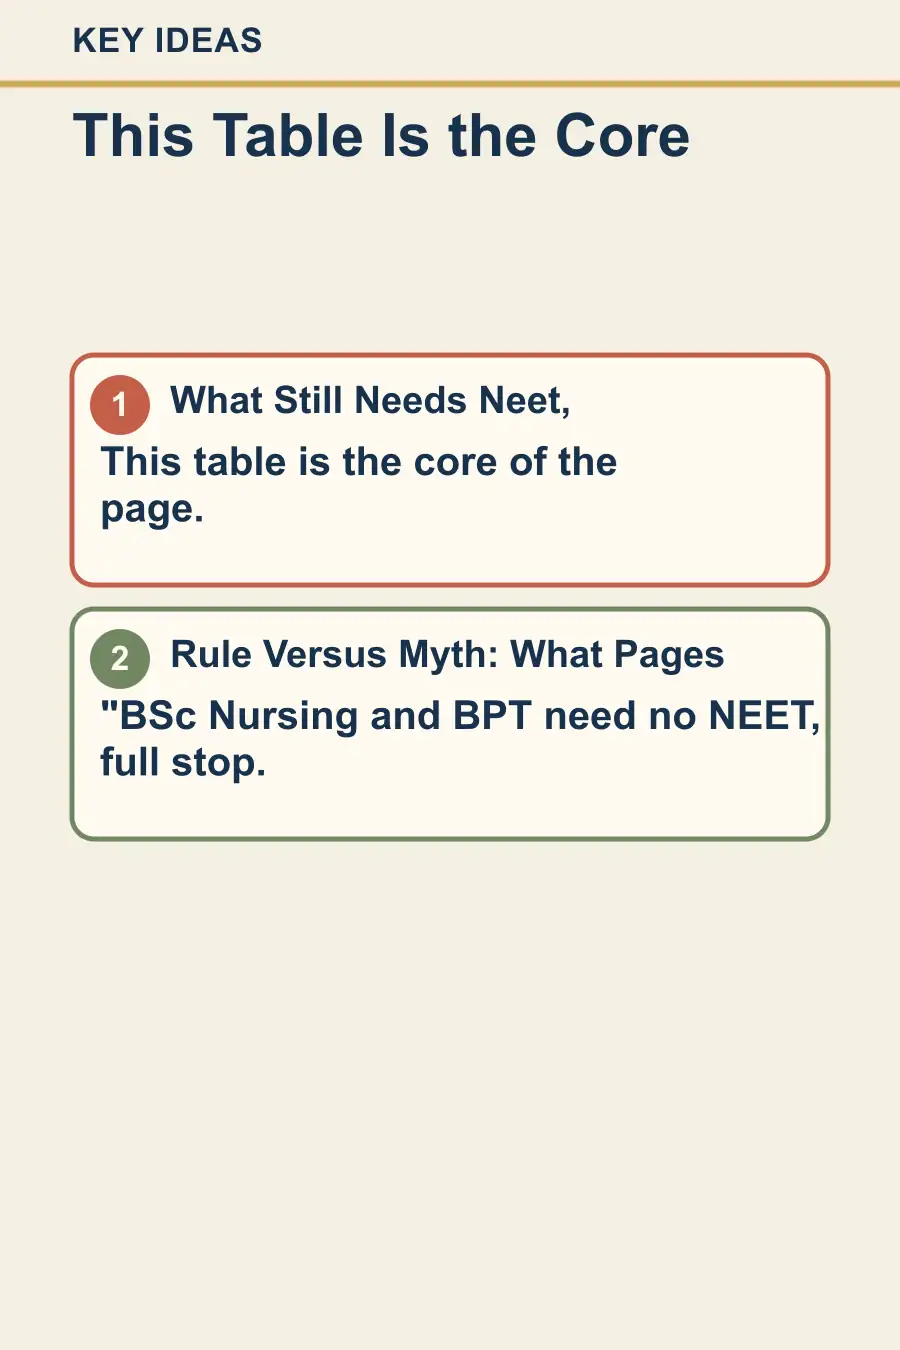 KEY IDEAS
This Table Is the Core
1 What Still Needs Neet,
This table is the core of the
page.
2 Rule Versus Myth: What Pages
"BSc Nursing and BPT need no NEET,
full stop.